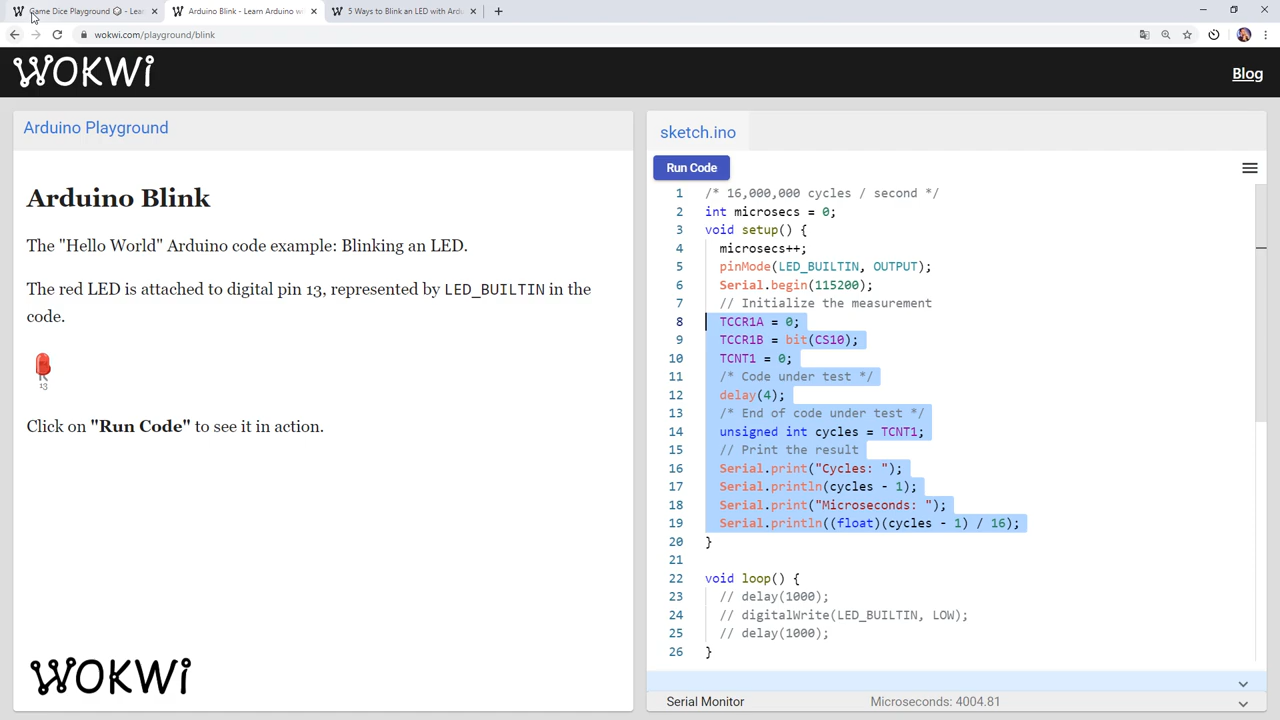 Game Dice Playground - Lea
Arduino Blink - Learn Arduino wi
5 Ways to Blink an LED with Ardu
wokwi.com/playground/blink
WOKWi
Blog
Arduino Playground
Arduino Blink
The "Hello World" Arduino code example: Blinking an LED.
The red LED is attached to digital pin 13, represented by LED_BUILTIN in the
code.
13
Click on "Run Code" to see it in action.
WOKWi
sketch.ino
Run Code
1 /* 16,000,000 cycles / second */
2 int microsecs = 0;
3 void setup() {
4 microsecs++;
5 pinMode(LED_BUILTIN, OUTPUT);
6 Serial.begin(115200);
7 // Initialize the measurement
8 TCCR1A = 0;
9 TCCR1B = bit(CS10);
10 TCNT1 = 0;
11 /* Code under test */
12 delay(4);
13 /* End of code under test */
14 unsigned int cycles = TCNT1;
15 // Print the result
16 Serial.print("Cycles: ");
17 Serial.println(cycles - 1);
18 Serial.print("Microseconds: ");
19 Serial.println((float)(cycles - 1) / 16);
20 }
21
22 void loop() {
23 // delay(1000);
24 // digitalWrite(LED_BUILTIN, LOW);
25 // delay(1000);
26 }
Serial Monitor
Microseconds: 4004.81